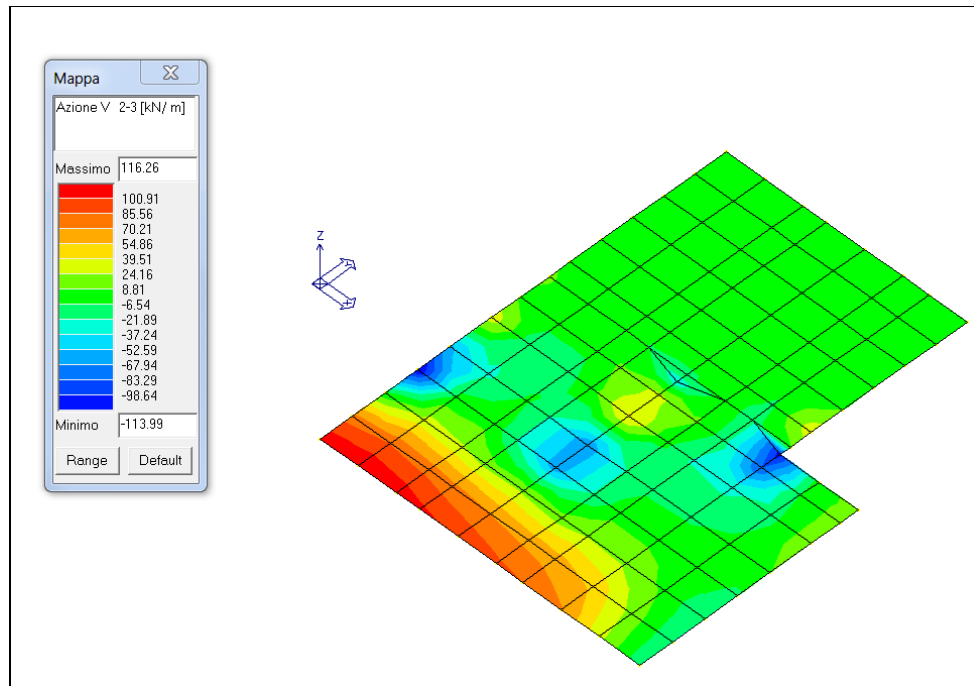 Mappa
Azione V 2-3 [kN/ m]
Massimo 116.26
100.91
85.56
70.21
54.86
39.51
24.16
8.81
-6.54
-21.89
-37.24
-52.59
-67.94
-83.29
-98.64
Minimo -113.99
Range Default
Z